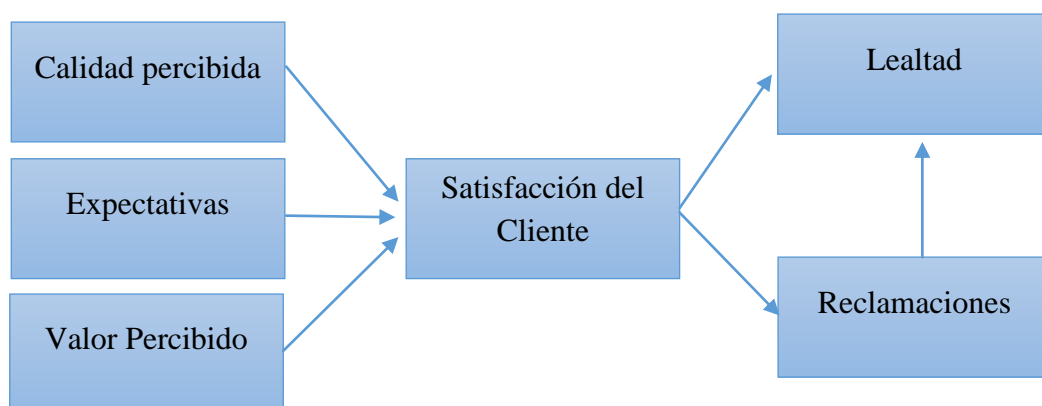 Calidad percibida
Expectativas
Valor Percibido
Satisfacción del
Cliente
Lealtad
Reclamaciones